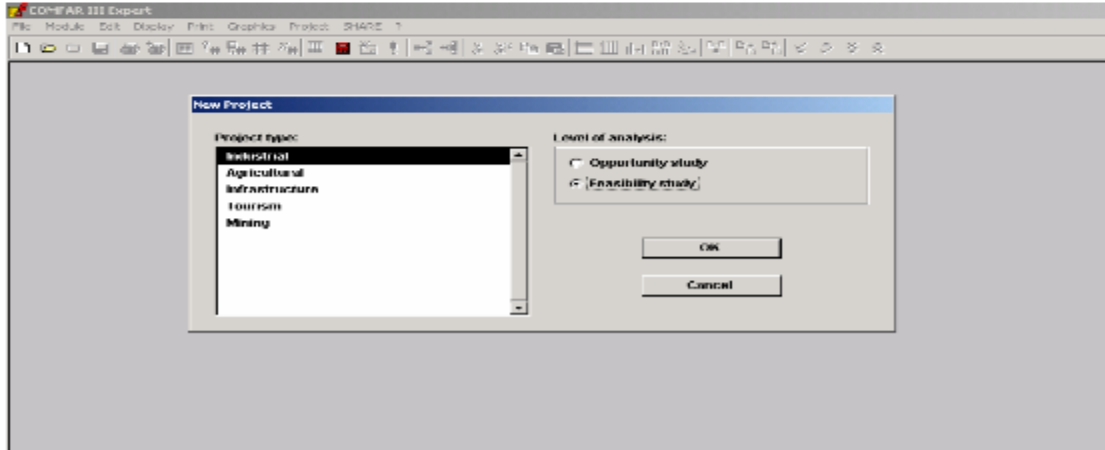 COMFAR III Expert
File Module Edit Display Print Graphics Project SHARE ?
New Project
Project type:
Industrial
Agricultural
Infrastructure
Tourism
Mining
Level of analysis:
Opportunity study
Feasibility study
OK
Cancel